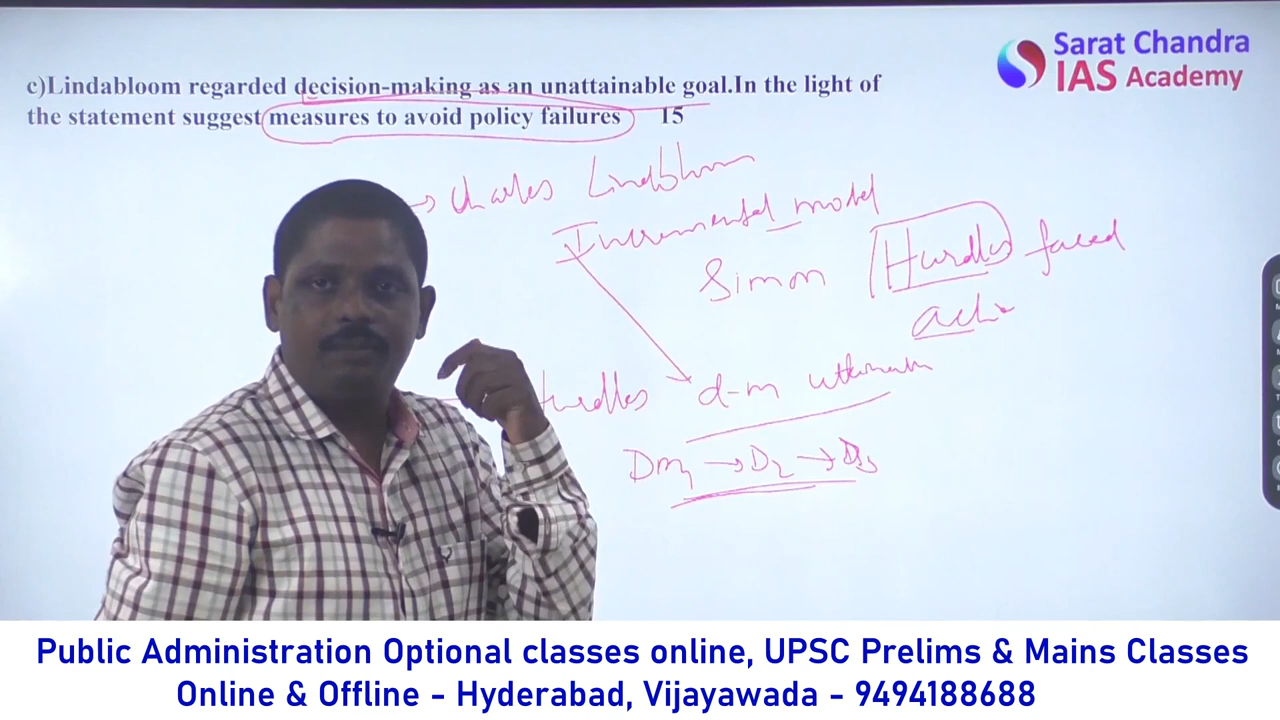 Sarat Chandra
IAS Academy
c)Lindabloom regarded decision-making as an unattainable goal.In the light of
the statement suggest measures to avoid policy failures 15
→ Charles Lindblom
Incremental model
Simon Hurdles faced
Hurdles d-m
→ D2 → D3
Public Administration Optional classes online, UPSC Prelims & Mains Classes
Online & Offline - Hyderabad, Vijayawada - 9494188688